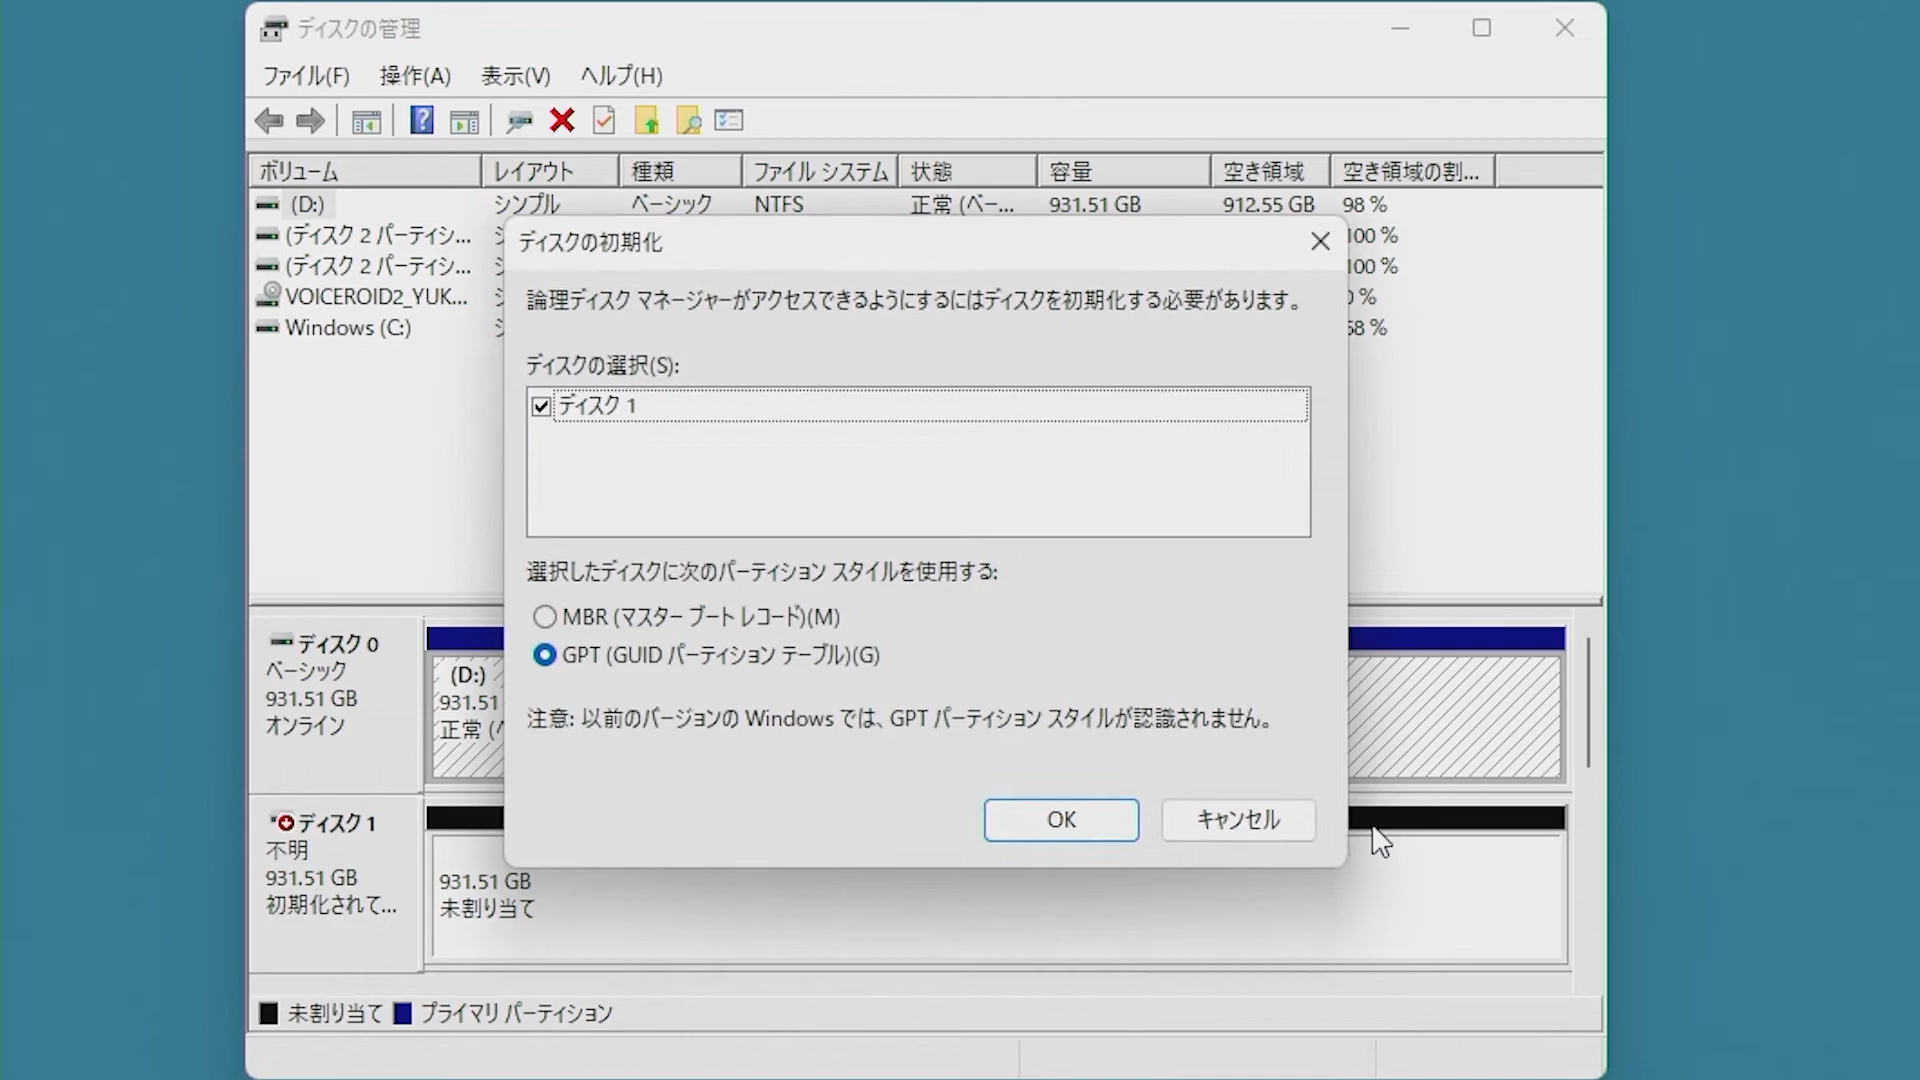 ディスクの管理
ファイル(F) 操作(A) 表示(V) ヘルプ(H)
ボリューム レイアウト 種類 ファイル システム 状態 容量 空き領域 空き領域の割...
(D:) シンプル ベーシック NTFS 正常 (ベー... 931.51 GB 912.55 GB 98 %
(ディスク 2 パーティシ... 100 %
(ディスク 2 パーティシ... 100 %
VOICEROID2_YUK... 0 %
Windows (C:) 58 %
ディスクの初期化
論理ディスク マネージャーがアクセスできるようにするにはディスクを初期化する必要があります。
ディスクの選択(S):
ディスク 1
選択したディスクに次のパーティション スタイルを使用する:
MBR (マスター ブート レコード)(M)
GPT (GUID パーティション テーブル)(G)
注意: 以前のバージョンの Windows では、GPT パーティション スタイルが認識されません。
OK キャンセル
ディスク 0
ベーシック
931.51 GB
オンライン
(D:)
931.51
正常
ディスク 1
不明
931.51 GB
初期化されて...
931.51 GB
未割り当て
未割り当て プライマリ パーティション